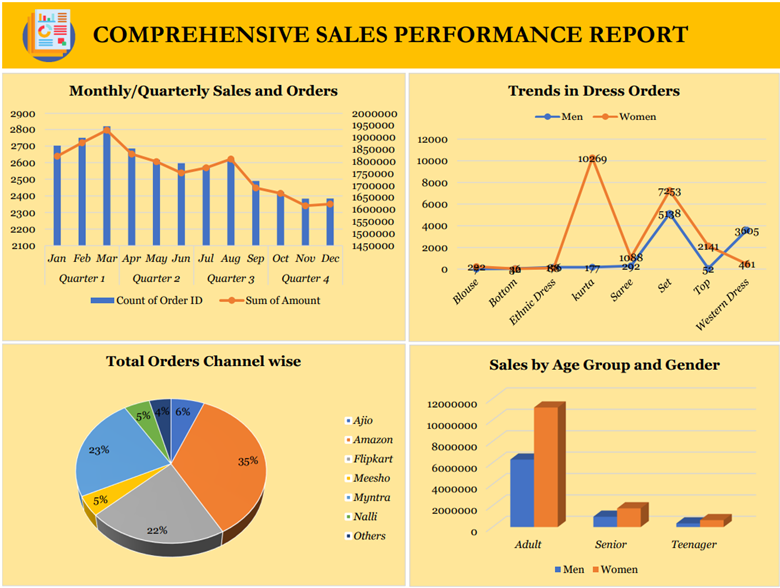 COMPREHENSIVE SALES PERFORMANCE REPORT
Monthly/Quarterly Sales and Orders
2900
2800
2700
2600
2500
2400
2300
2200
2100
2000000
1950000
1900000
1850000
1800000
1750000
1700000
1650000
1600000
1550000
1500000
1450000
Jan Feb Mar Apr May Jun Jul Aug Sep Oct Nov Dec
Quarter 1 Quarter 2 Quarter 3 Quarter 4
Count of Order ID Sum of Amount
Trends in Dress Orders
Men Women
12000
10000
8000
6000
4000
2000
0
10269
7253
5138
3605
2141
1088
177
292
52
461
Blouse Bottom Ethnic Dress kurta Saree Set Top Western Dress
Total Orders Channel wise
6%
35%
22%
5%
23%
5%
4%
Ajio
Amazon
Flipkart
Meesho
Myntra
Nalli
Others
Sales by Age Group and Gender
12000000
10000000
8000000
6000000
4000000
2000000
0
Adult Senior Teenager
Men Women